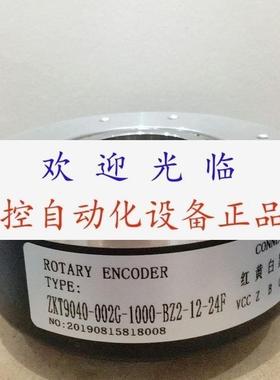 欢迎光临
控自动化设备正品
CONN
ROTARY ENCODER
TYPE:
红 黄 白
ZKT9040-002G-1000-BZ2-12-24F
VCC Z B
NO:20190815818008